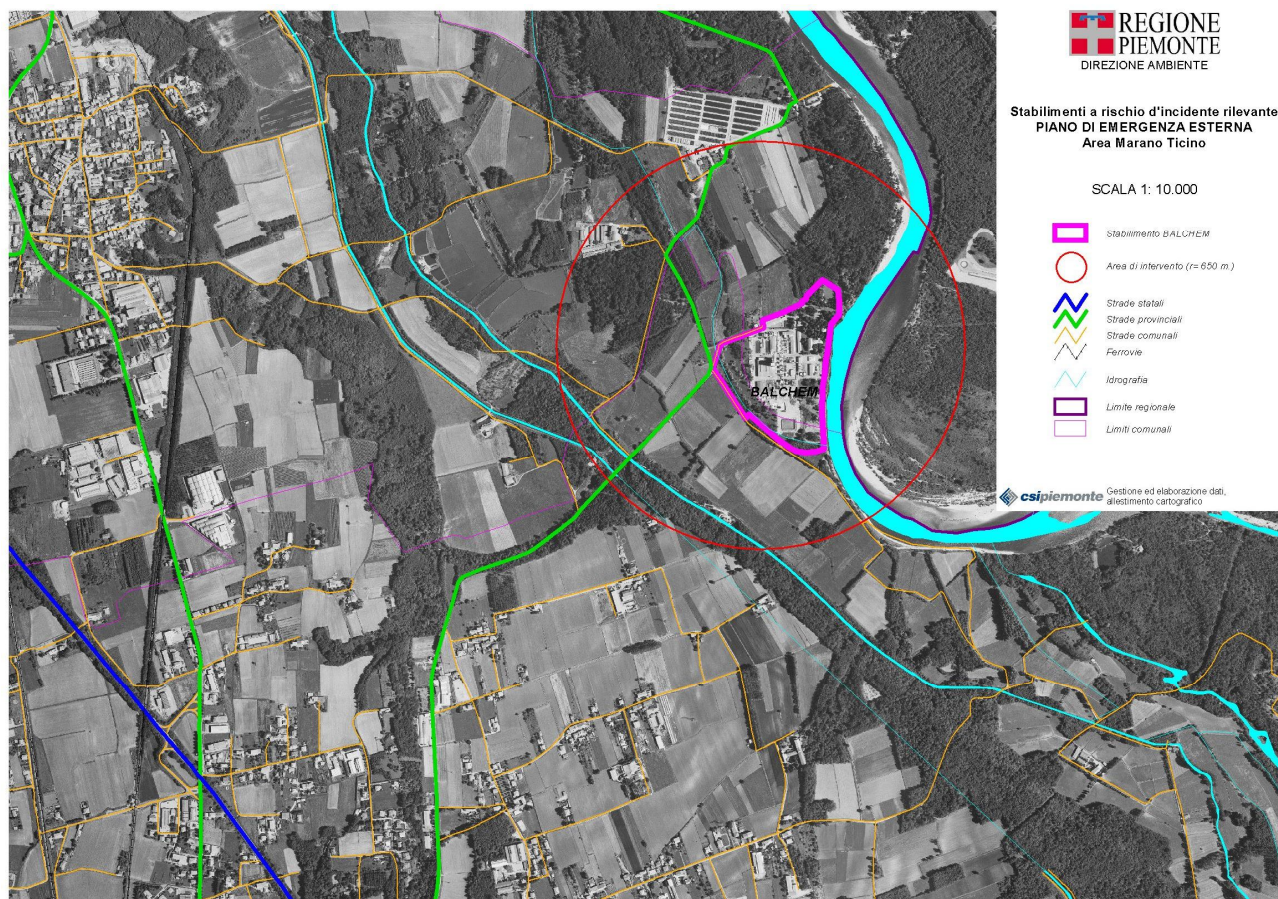 REGIONE
PIEMONTE
DIREZIONE AMBIENTE
Stabilimenti a rischio d'incidente rilevante
PIANO DI EMERGENZA ESTERNA
Area Marano Ticino
SCALA 1: 10.000
Stabilimento BALCHEM
Area di intervento (r= 650 m.)
Strade statali
Strade provinciali
Strade comunali
Ferrovie
Idrografia
Limite regionale
Limiti comunali
csipiemonte
Gestione ed elaborazione dati,
allestimento cartografico
BALCHEM